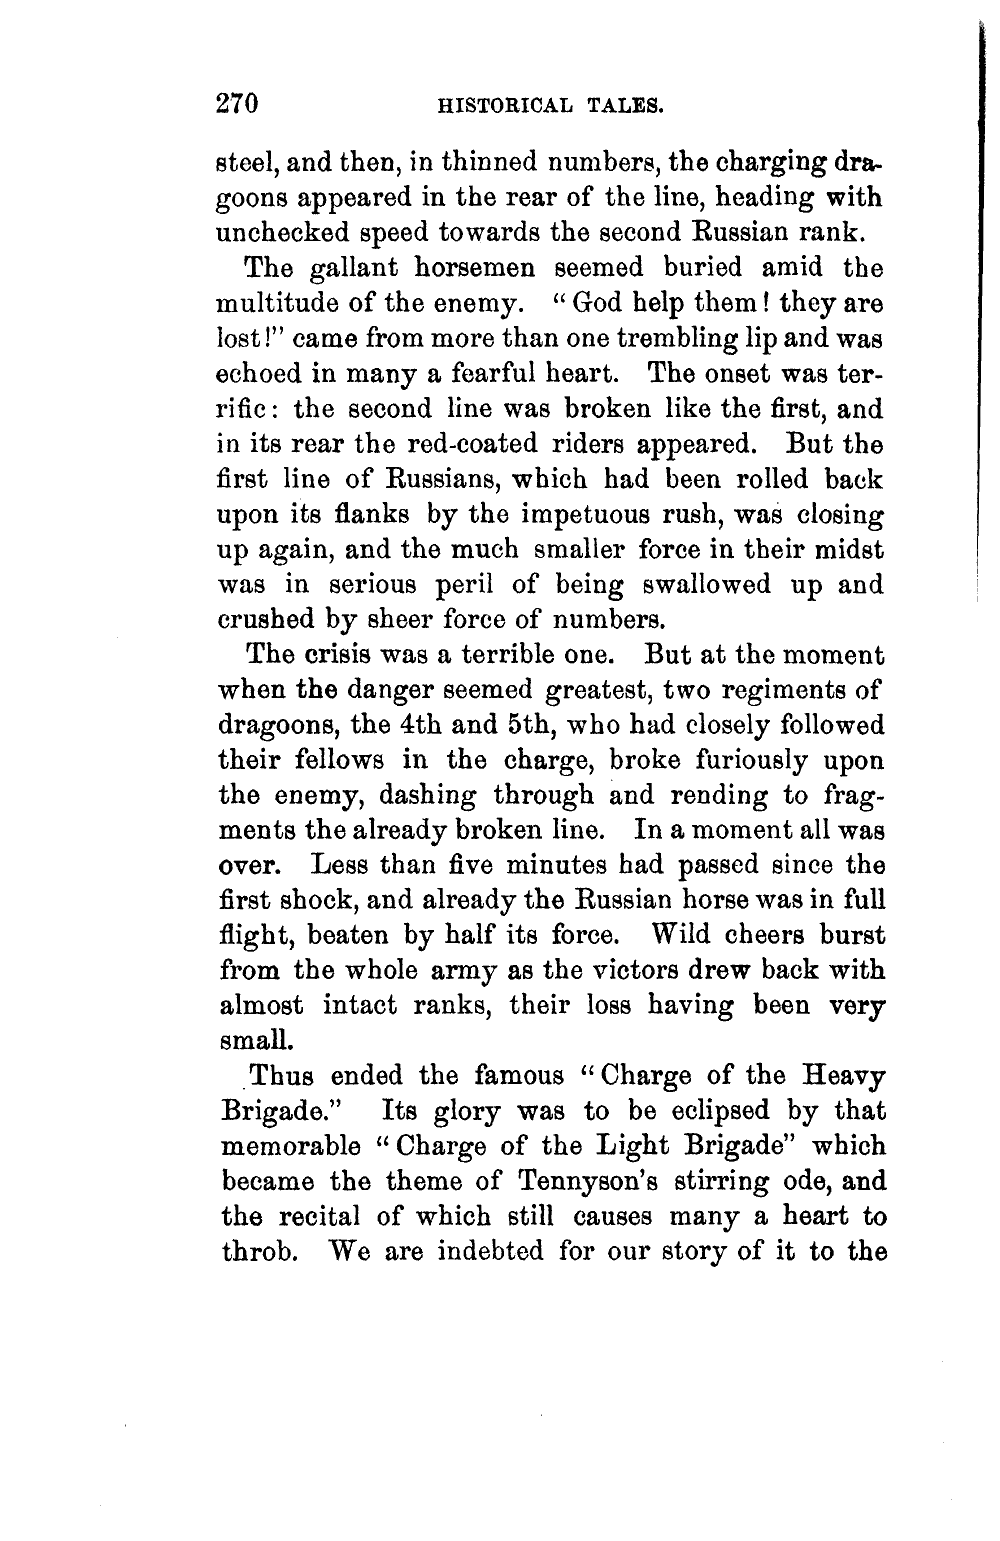 270 HISTORICAL TALES.
steel, and then, in thinned numbers, the charging dra-
goons appeared in the rear of the line, heading with
unchecked speed towards the second Russian rank.
The gallant horsemen seemed buried amid the
multitude of the enemy. “God help them! they are
lost!” came from more than one trembling lip and was
echoed in many a fearful heart. The onset was ter-
rific: the second line was broken like the first, and
in its rear the red-coated riders appeared. But the
first line of Russians, which had been rolled back
upon its flanks by the impetuous rush, was closing
up again, and the much smaller force in their midst
was in serious peril of being swallowed up and
crushed by sheer force of numbers.
The crisis was a terrible one. But at the moment
when the danger seemed greatest, two regiments of
dragoons, the 4th and 5th, who had closely followed
their fellows in the charge, broke furiously upon
the enemy, dashing through and rending to frag-
ments the already broken line. In a moment all was
over. Less than five minutes had passed since the
first shock, and already the Russian horse was in full
flight, beaten by half its force. Wild cheers burst
from the whole army as the victors drew back with
almost intact ranks, their loss having been very
small.
Thus ended the famous “Charge of the Heavy
Brigade.” Its glory was to be eclipsed by that
memorable “Charge of the Light Brigade” which
became the theme of Tennyson’s stirring ode, and
the recital of which still causes many a heart to
throb. We are indebted for our story of it to the